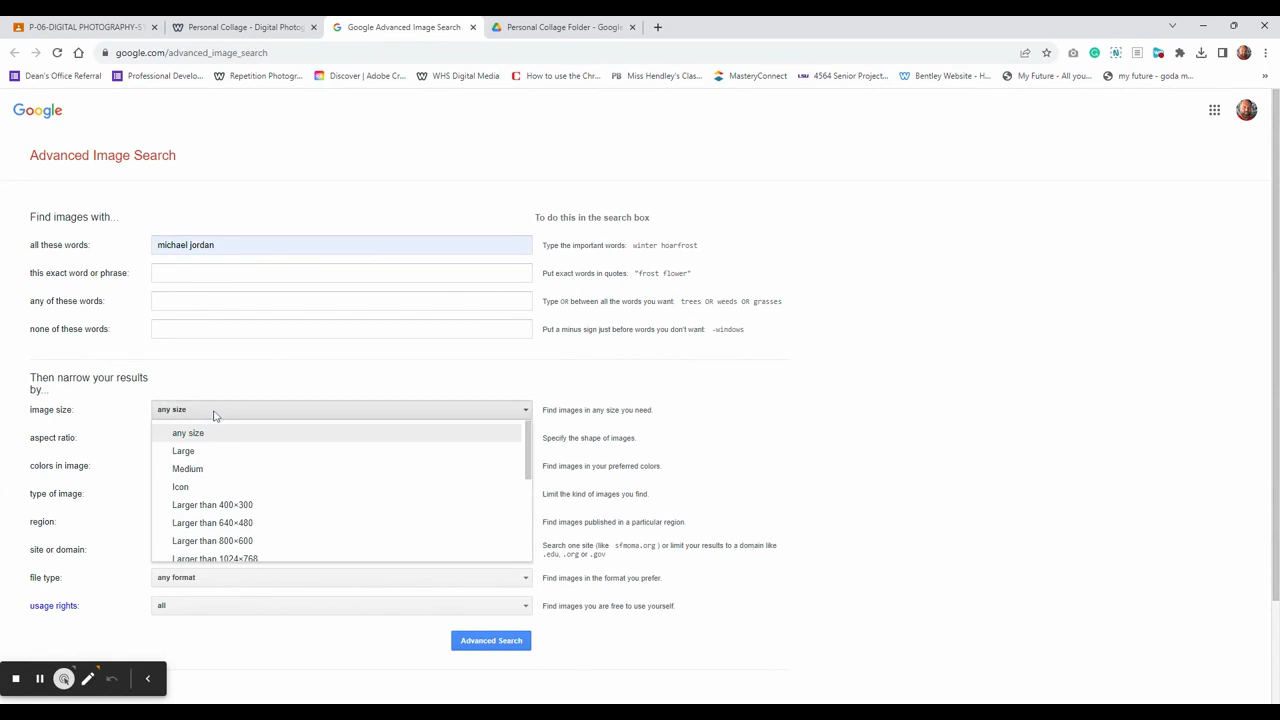 P-06-DIGITAL PHOTOGRAPHY-S
Personal Collage - Digital Photog
Google Advanced Image Search
Personal Collage Folder - Google
google.com/advanced_image_search
Dean's Office Referral
Professional Develo...
Repetition Photogr...
Discover | Adobe Cr...
WHS Digital Media
How to use the Chr...
Miss Hendley's Clas...
MasteryConnect
4564 Senior Project...
Bentley Website - H...
My Future - All you...
my future - goda m...
Google
Advanced Image Search
Find images with...
To do this in the search box
all these words:
michael jordan
Type the important words: winter hoarfrost
this exact word or phrase:
Put exact words in quotes: "frost flower"
any of these words:
Type OR between all the words you want: trees OR weeds OR grasses
none of these words:
Put a minus sign just before words you don't want: -windows
Then narrow your results
by...
image size:
any size
Find images in any size you need.
any size
aspect ratio:
Specify the shape of images.
Large
colors in image:
Find images in your preferred colors.
Medium
Icon
type of image:
Limit the kind of images you find.
Larger than 400×300
region:
Larger than 640×480
Find images published in a particular region.
Larger than 800×600
site or domain:
Search one site (like sfmoma.org ) or limit your results to a domain like
.edu, .org or .gov
Larger than 1024×768
file type:
any format
Find images in the format you prefer.
usage rights:
all
Find images you are free to use yourself.
Advanced Search